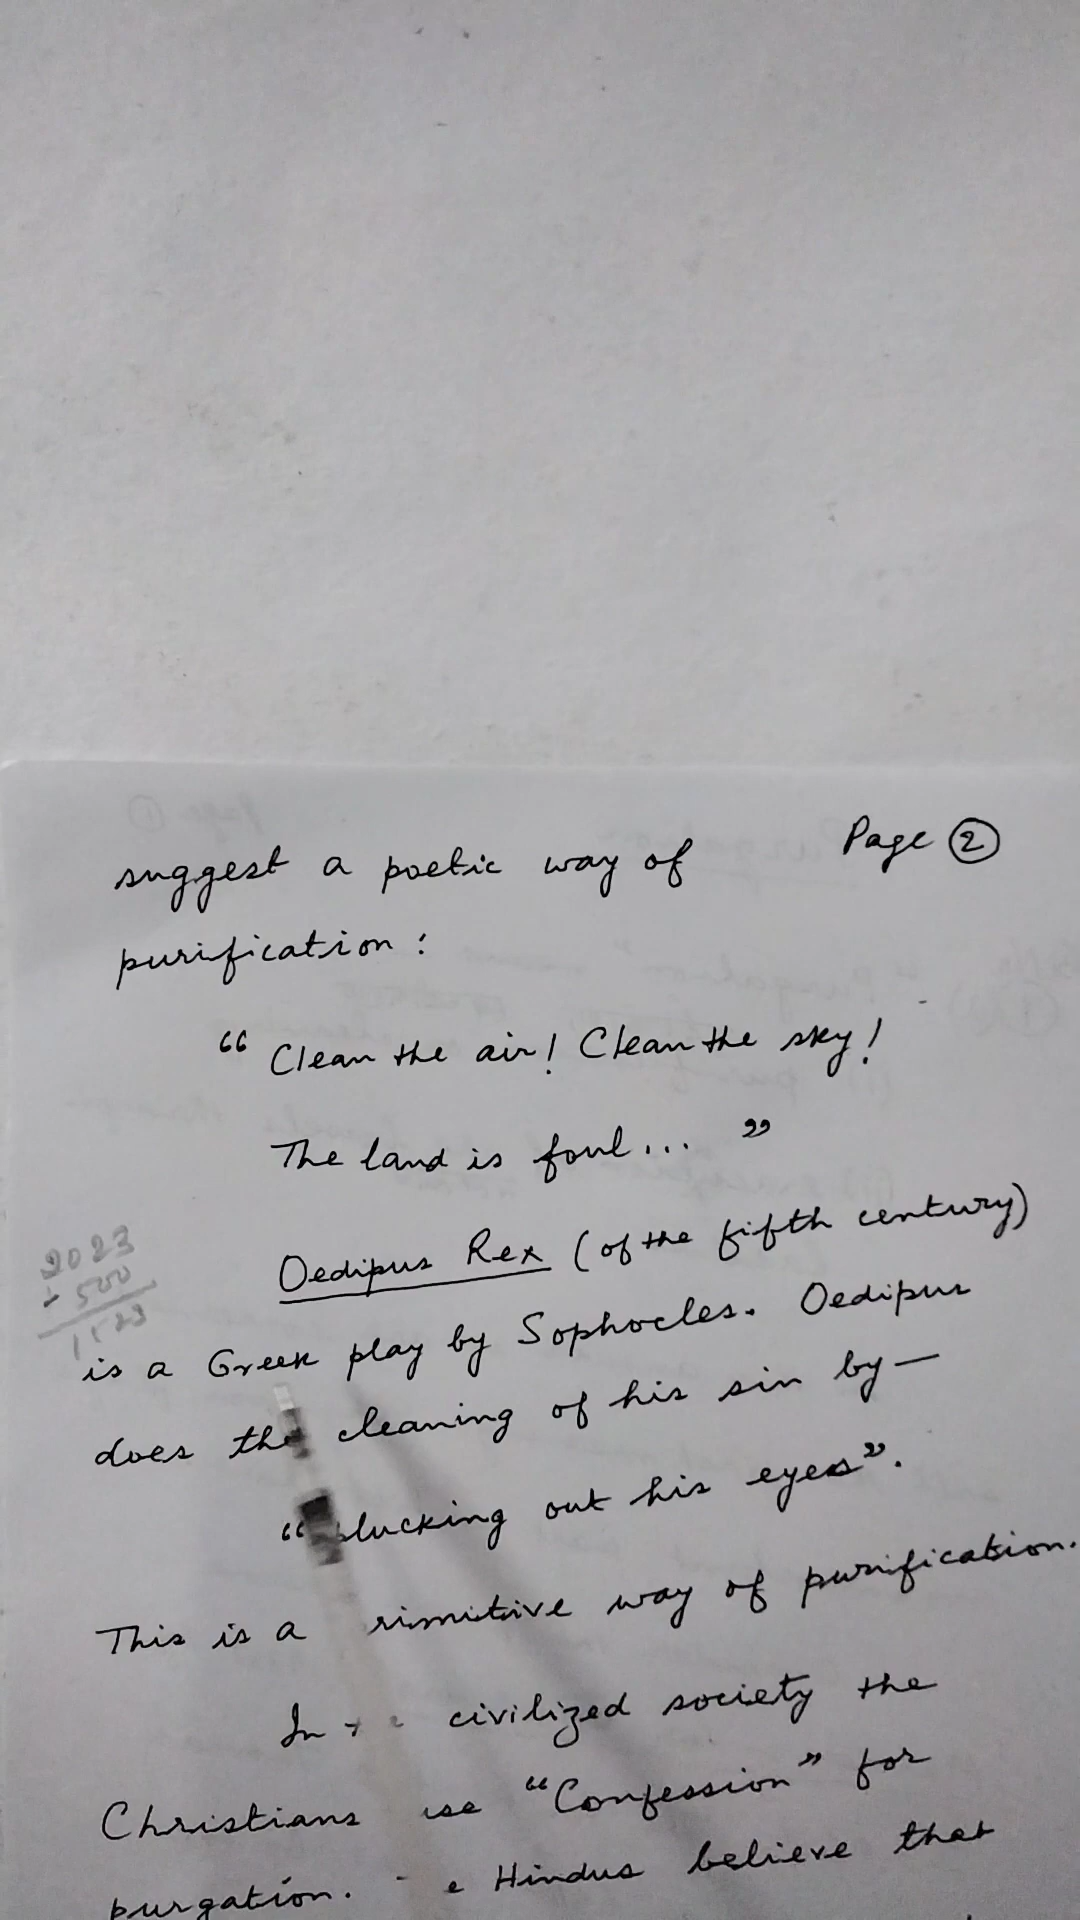 Page 2
suggest a poetic way of
purification:
“Clean the air! Clean the sky!
The land is foul... ”
2023
- 500
1523
Oedipus Rex (of the fifth century)
is a Greek play by Sophocles. Oedipus
does the cleaning of his sin by—
“plucking out his eyes”.
This is a rimitive way of purification.
In civilized society the
Christians use “Confession” for
purgation. Hindus believe that